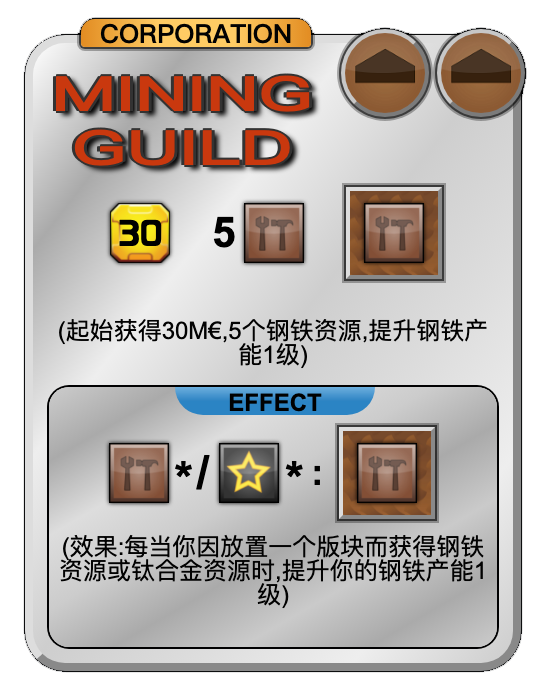 CORPORATION
MINING
GUILD
30 5
(起始获得30M€,5个钢铁资源,提升钢铁产
能1级)
EFFECT
*/ * :
(效果:每当你因放置一个版块而获得钢铁
资源或钛合金资源时,提升你的钢铁产能1
级)